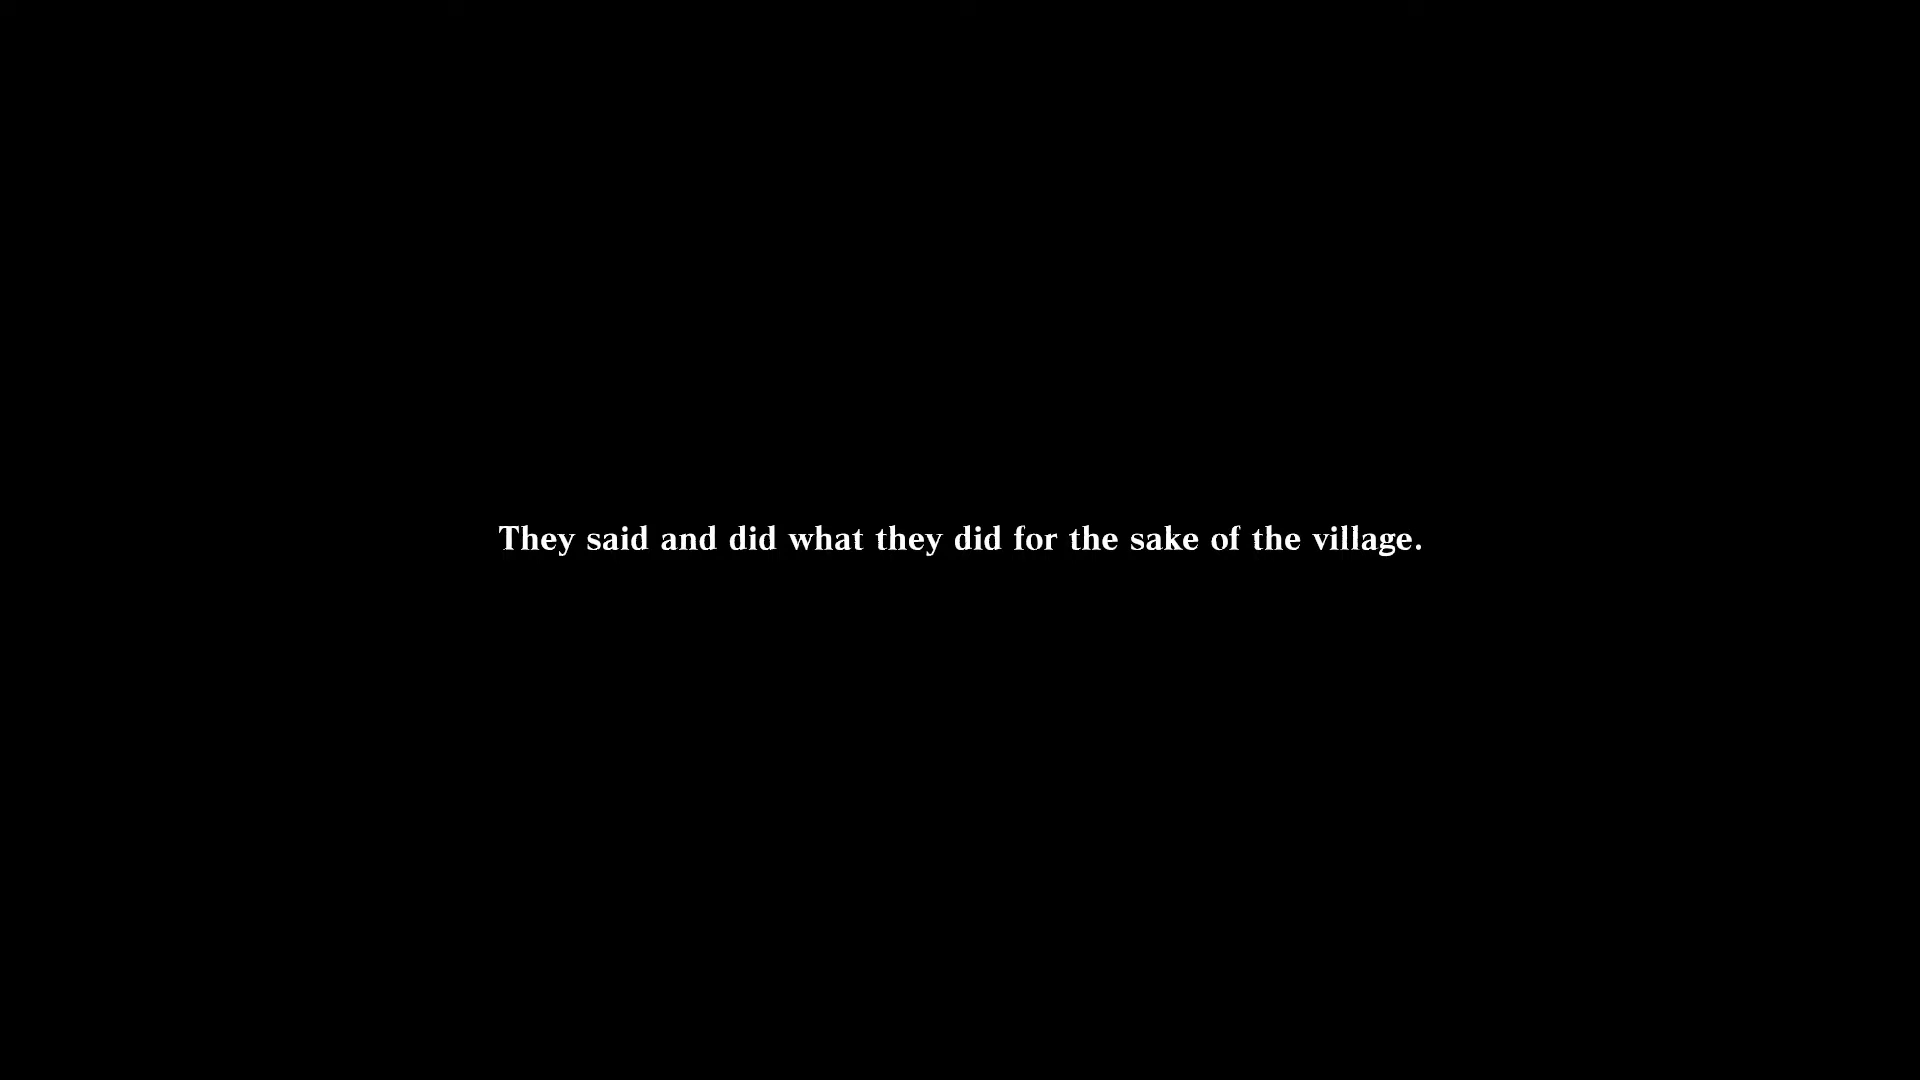 They said and did what they did for the sake of the village.